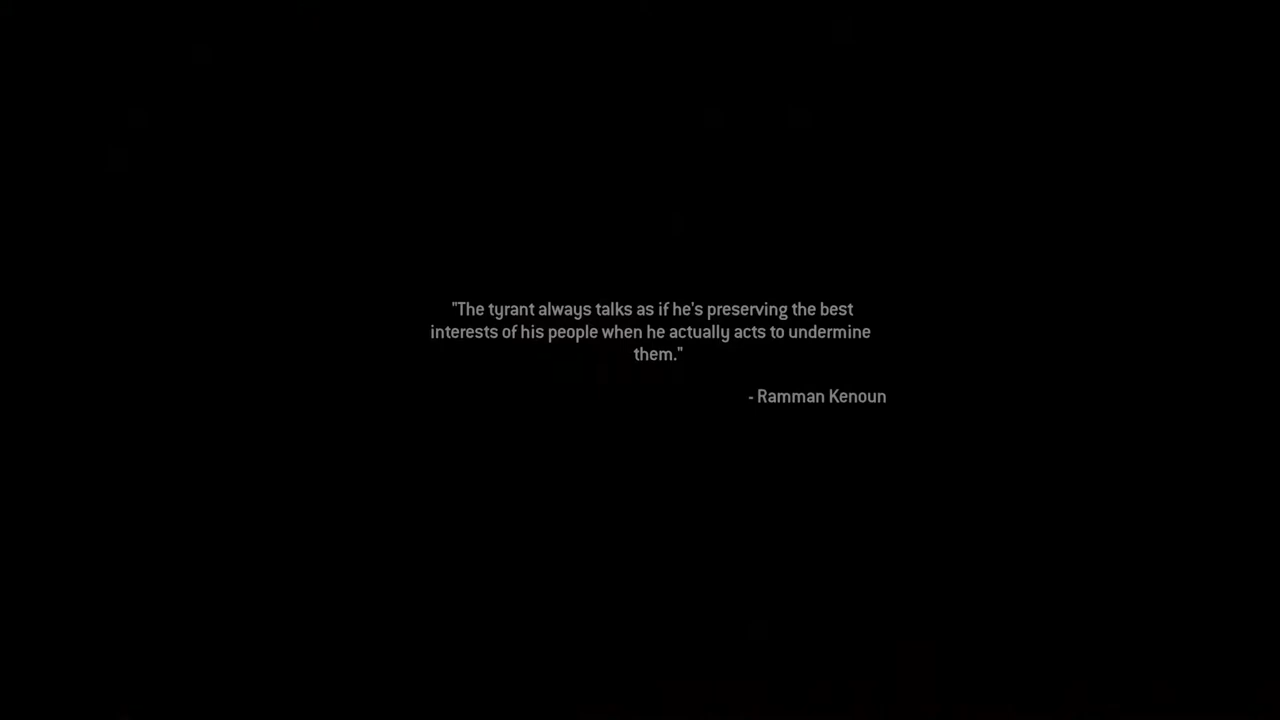 "The tyrant always talks as if he's preserving the best
interests of his people when he actually acts to undermine
them."
- Ramman Kenoun